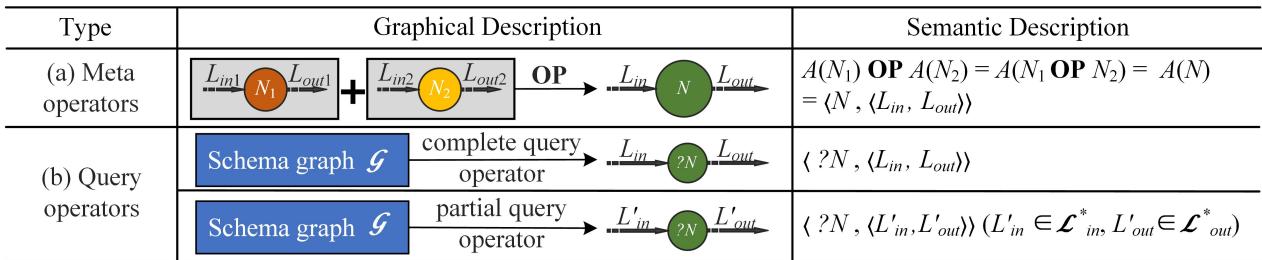 Type Graphical Description Semantic Description
(a) Meta operators
L_in1 N_1 L_out1 + L_in2 N_2 L_out2 OP L_in N L_out
A(N_1) OP A(N_2) = A(N_1 OP N_2) = A(N)
= ⟨N , ⟨L_in, L_out⟩⟩
(b) Query operators
Schema graph 𝒢 complete query operator L_in ?N L_out
⟨ ?N , ⟨L_in, L_out⟩⟩
Schema graph 𝒢 partial query operator L'_in ?N L'_out
⟨ ?N , ⟨L'_in,L'_out⟩⟩ (L'_in ∈ 𝓛*_in, L'_out ∈ 𝓛*_out)